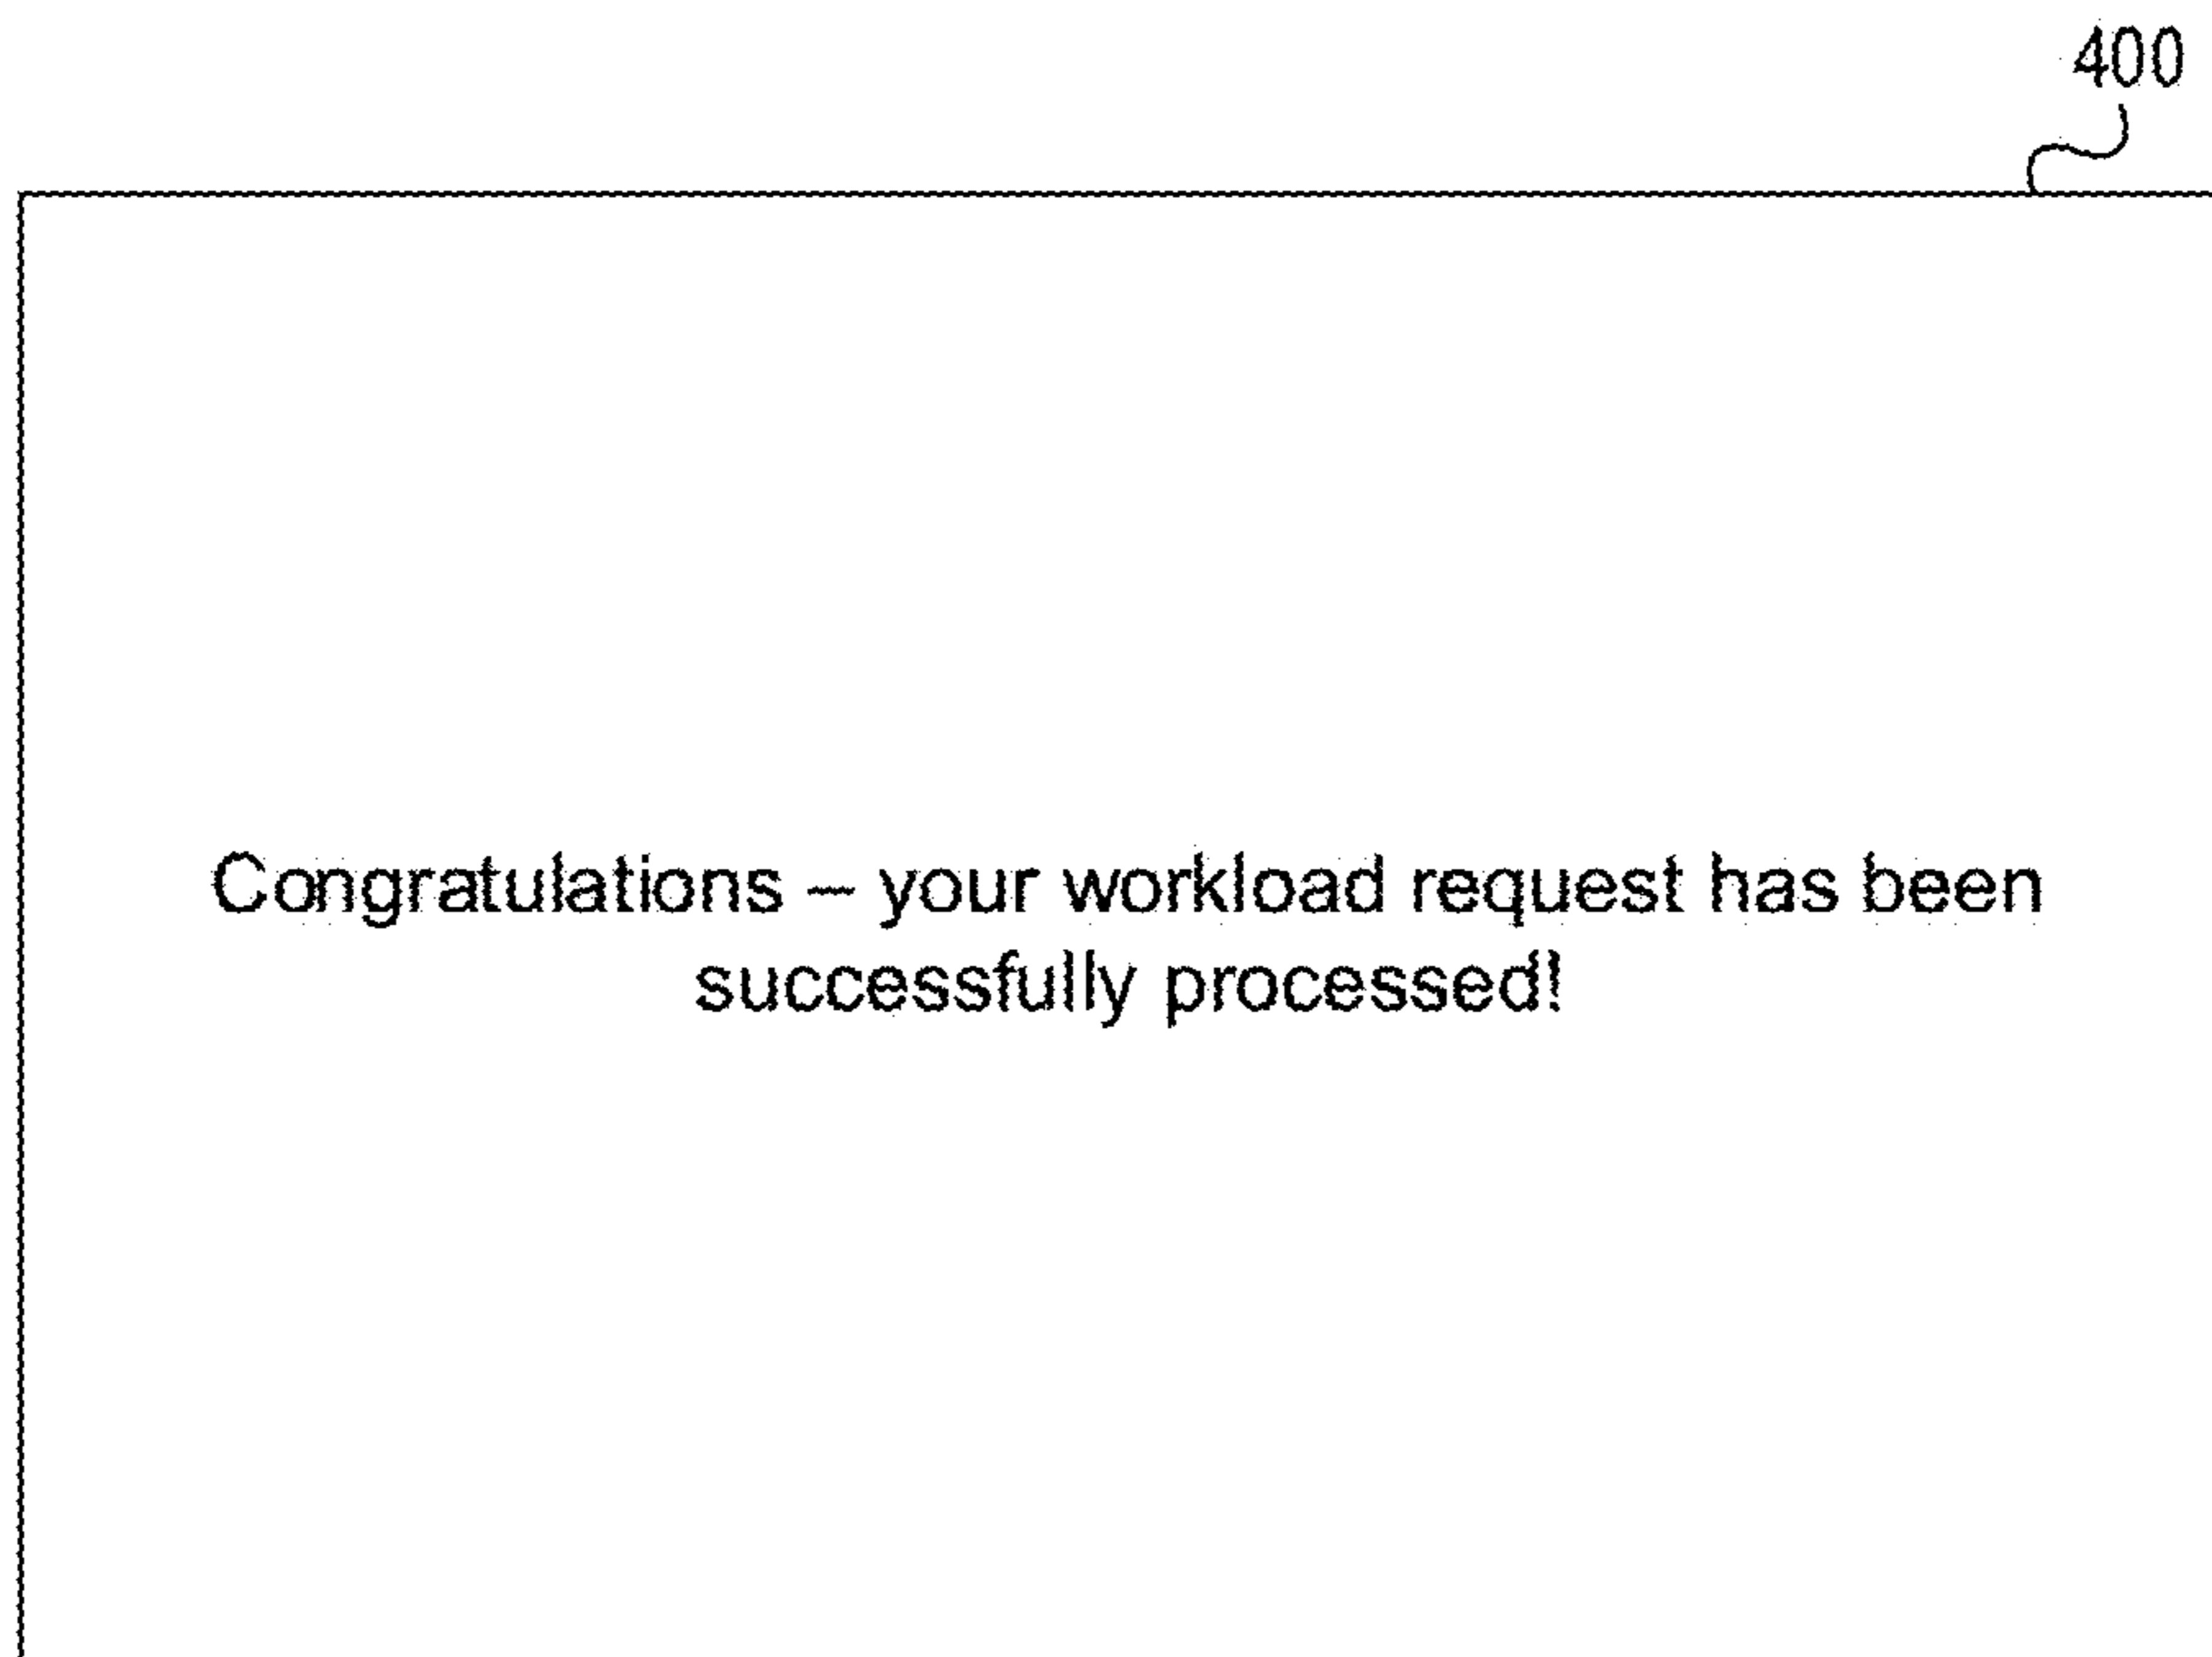 400
Congratulations – your workload request has been
successfully processed!